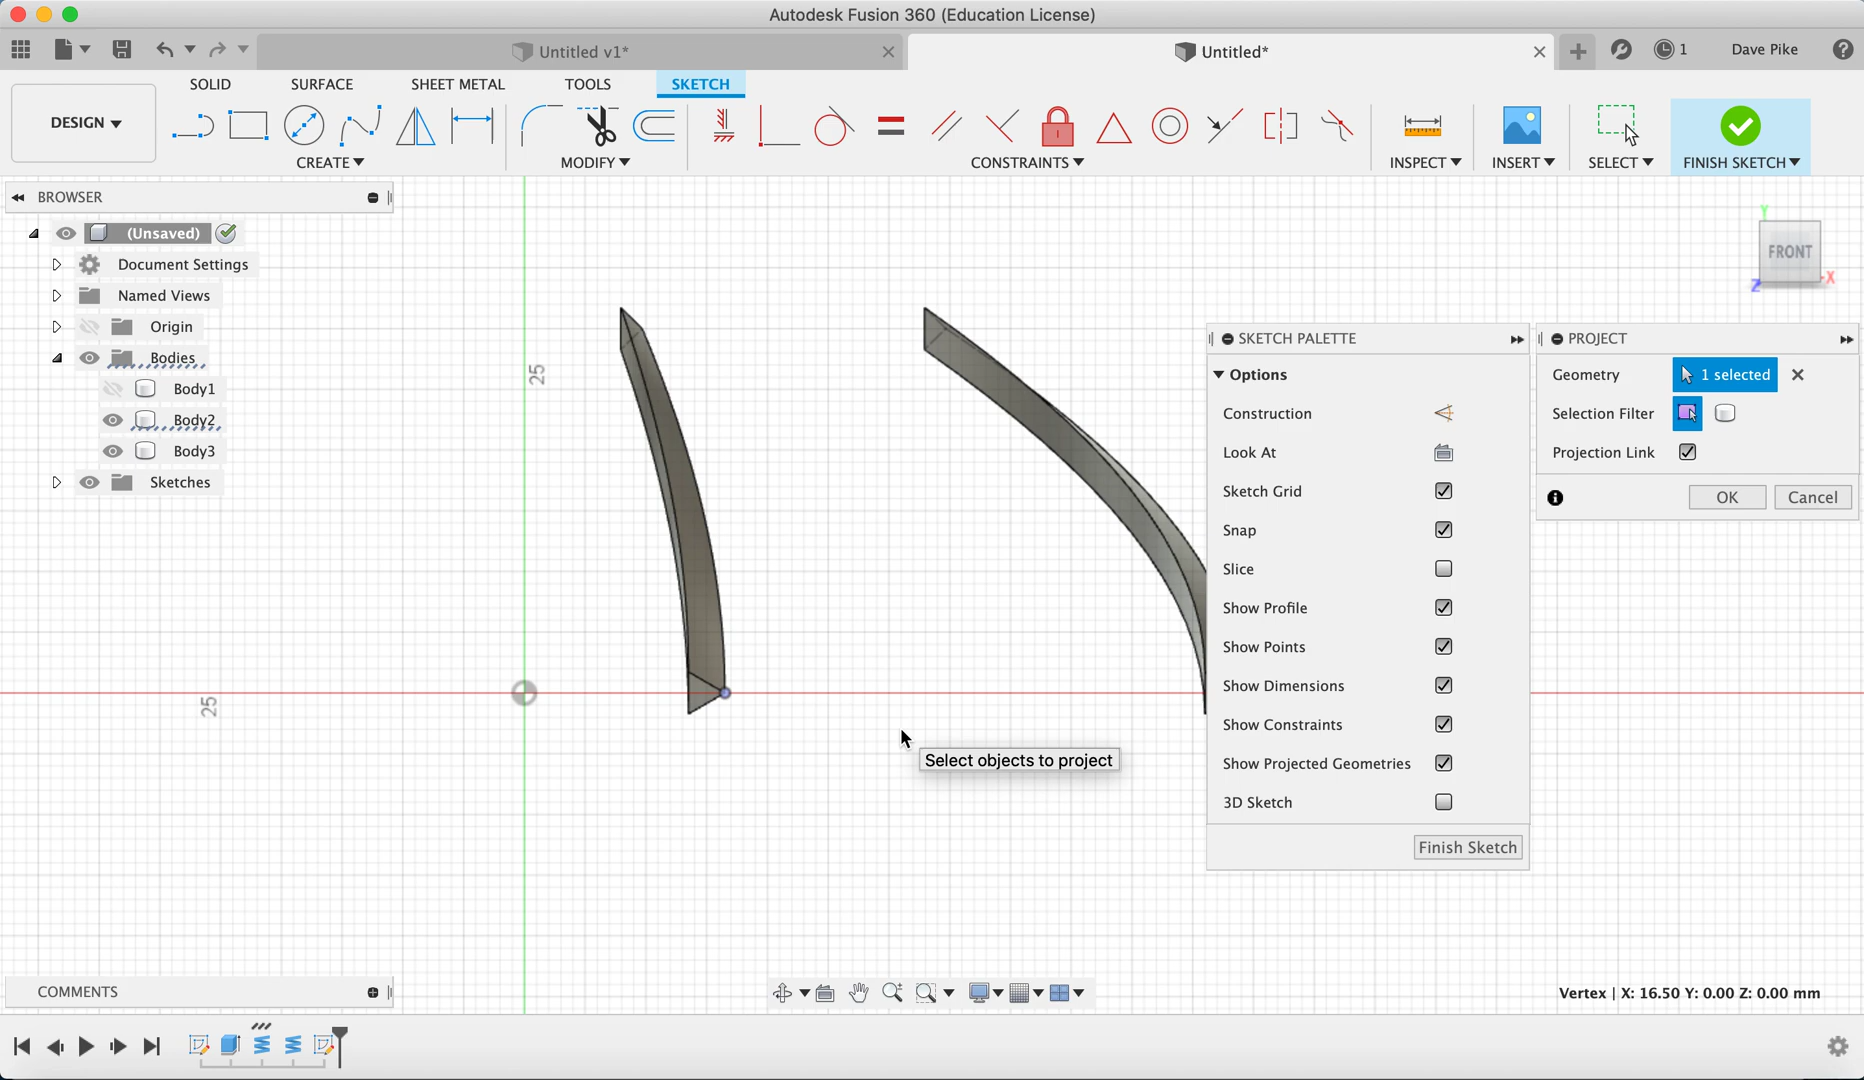 Autodesk Fusion 360 (Education License)
Untitled v1*
Untitled*
1
Dave Pike
DESIGN
SOLID
SURFACE
SHEET METAL
TOOLS
SKETCH
CREATE
MODIFY
CONSTRAINTS
INSPECT
INSERT
SELECT
FINISH SKETCH
BROWSER
(Unsaved)
Document Settings
Named Views
Origin
Bodies
Body1
Body2
Body3
Sketches
25
25
Y
FRONT
X
Z
SKETCH PALETTE
Options
Construction
Look At
Sketch Grid
Snap
Slice
Show Profile
Show Points
Show Dimensions
Show Constraints
Show Projected Geometries
3D Sketch
Finish Sketch
PROJECT
Geometry
1 selected
Selection Filter
Projection Link
OK
Cancel
Select objects to project
COMMENTS
Vertex | X: 16.50 Y: 0.00 Z: 0.00 mm